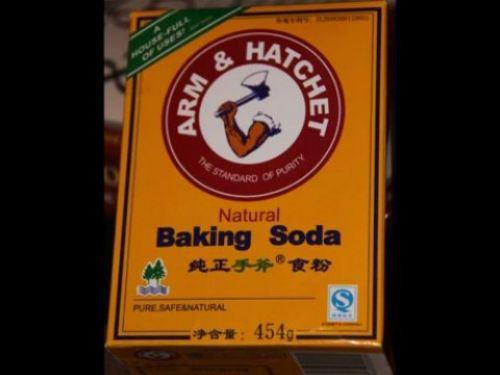 A
HOUSE-FULL
OF USES!
ARM & HATCHET
THE STANDARD OF PURITY
Natural
Baking Soda
纯正手斧®食粉
PURE,SAFE&NATURAL
净含量: 454g